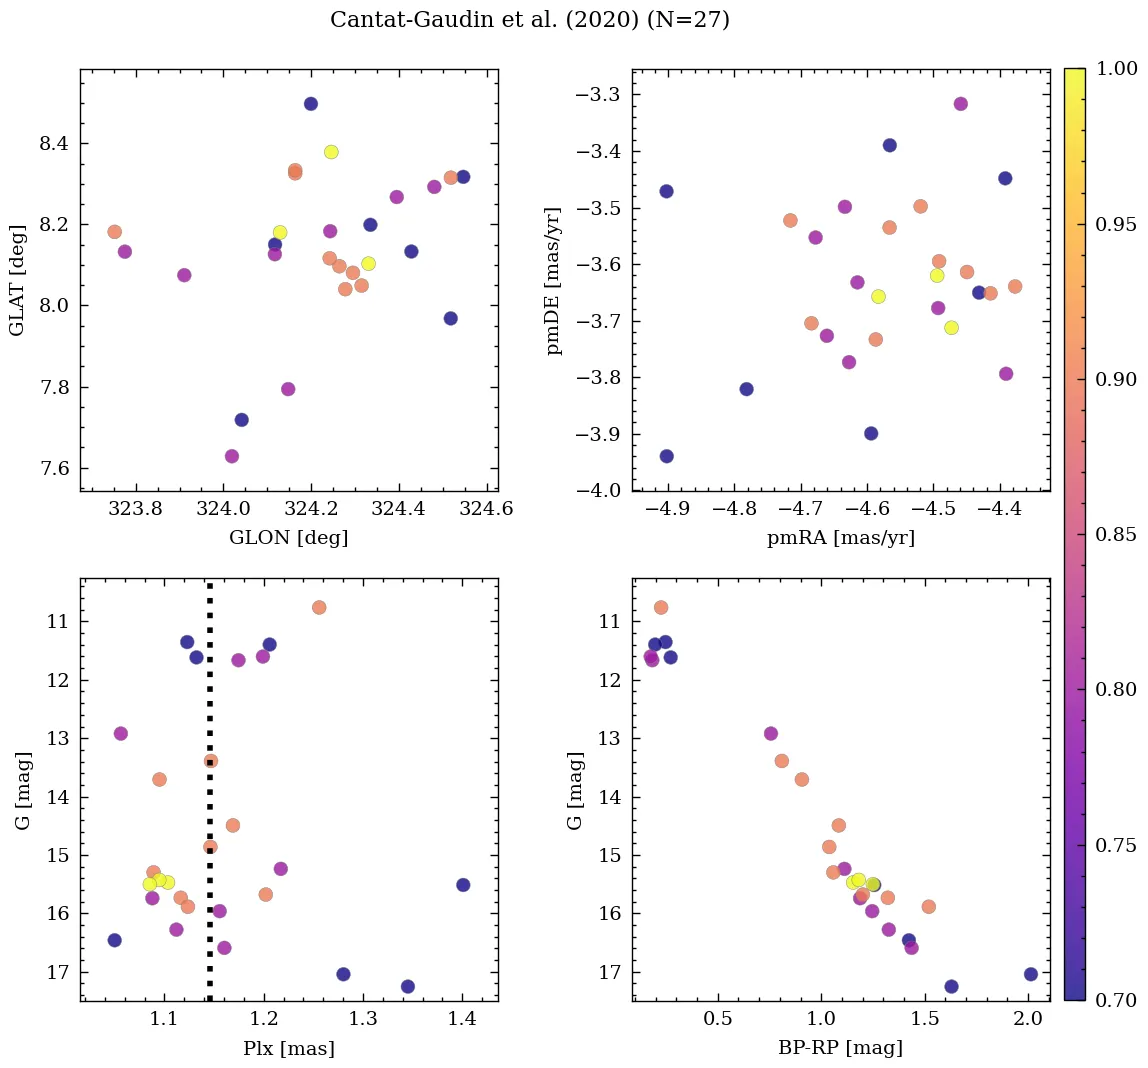 Cantat-Gaudin et al. (2020) (N=27)
8.4
8.2
8.0
7.8
7.6
GLAT [deg]
323.8 324.0 324.2 324.4 324.6
GLON [deg]
−3.3
−3.4
−3.5
−3.6
−3.7
−3.8
−3.9
−4.0
pmDE [mas/yr]
−4.9 −4.8 −4.7 −4.6 −4.5 −4.4
pmRA [mas/yr]
11
12
13
14
15
16
17
G [mag]
1.1 1.2 1.3 1.4
Plx [mas]
11
12
13
14
15
16
17
G [mag]
0.5 1.0 1.5 2.0
BP-RP [mag]
1.00
0.95
0.90
0.85
0.80
0.75
0.70